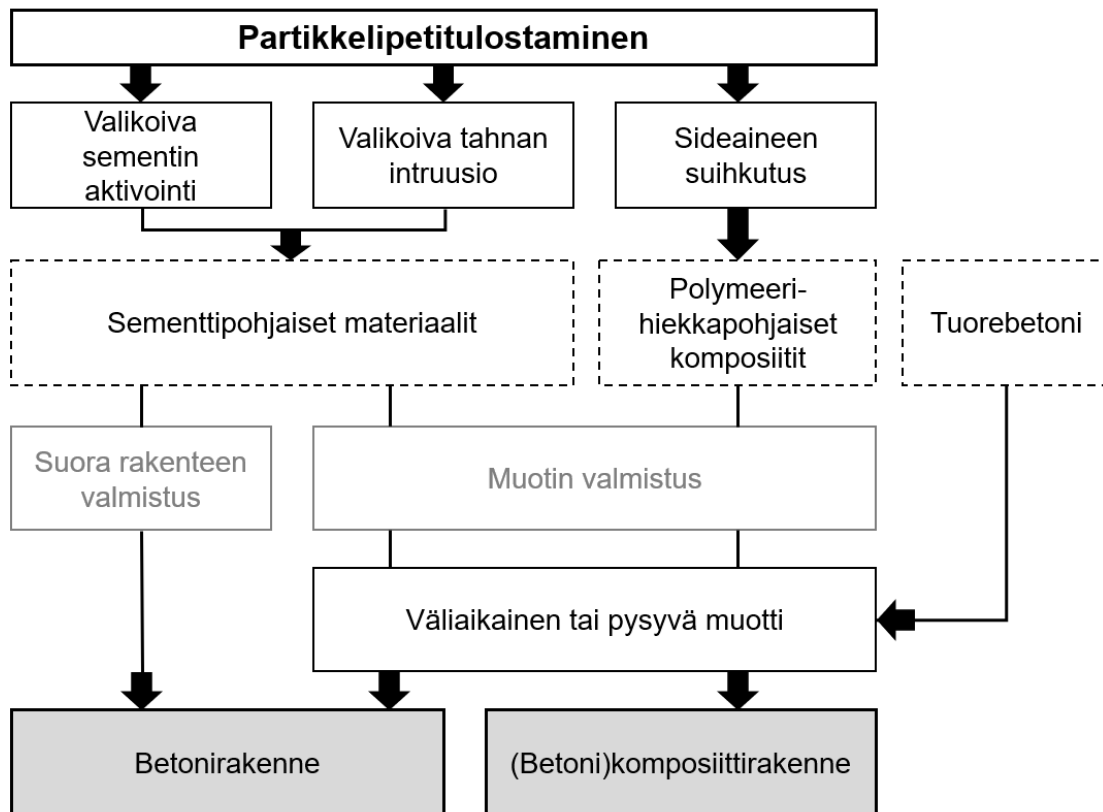 Partikkelipetitulostaminen
Valikoiva
sementin
aktivointi
Valikoiva tahnan
intruusio
Sideaineen
suihkutus
Sementtipohjaiset materiaalit
Polymeeri-
hiekkapohjaiset
komposiitit
Tuorebetoni
Suora rakenteen
valmistus
Muotin valmistus
Väliaikainen tai pysyvä muotti
Betonirakenne
(Betoni)komposiittirakenne